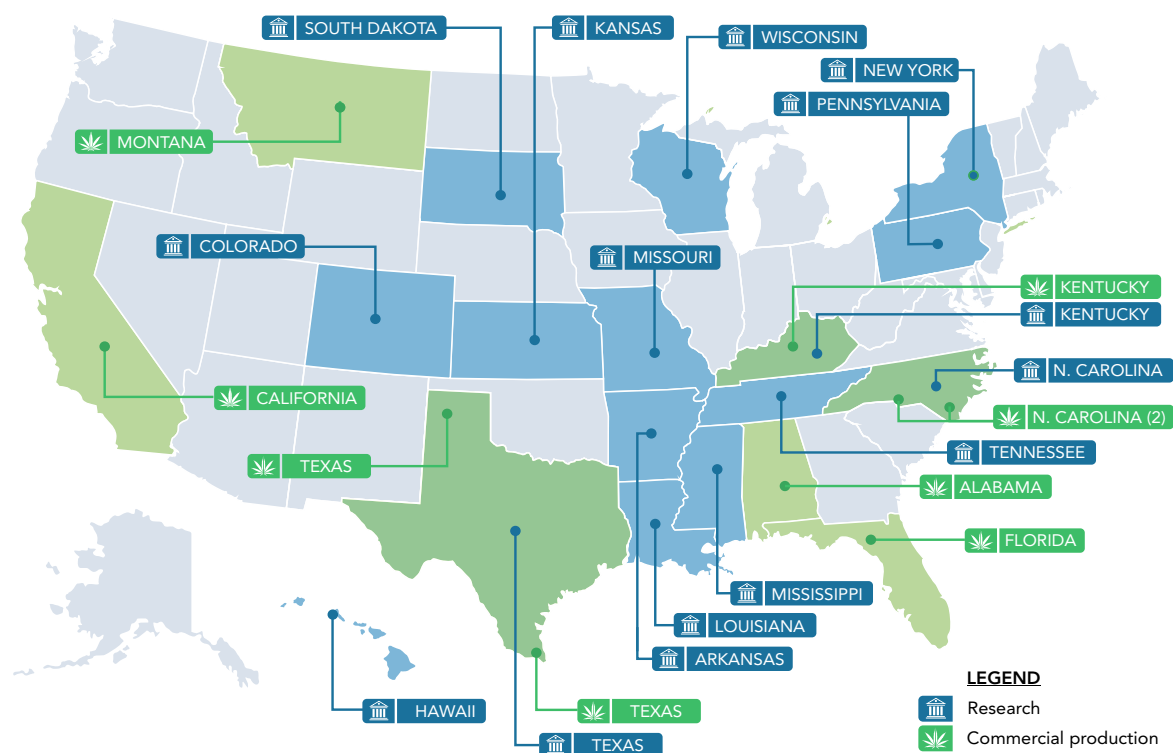 SOUTH DAKOTA
KANSAS
WISCONSIN
NEW YORK
PENNSYLVANIA
MONTANA
COLORADO
MISSOURI
KENTUCKY
KENTUCKY
N. CAROLINA
CALIFORNIA
N. CAROLINA (2)
TEXAS
TENNESSEE
ALABAMA
FLORIDA
MISSISSIPPI
LOUISIANA
ARKANSAS
HAWAII
TEXAS
TEXAS
LEGEND
Research
Commercial production